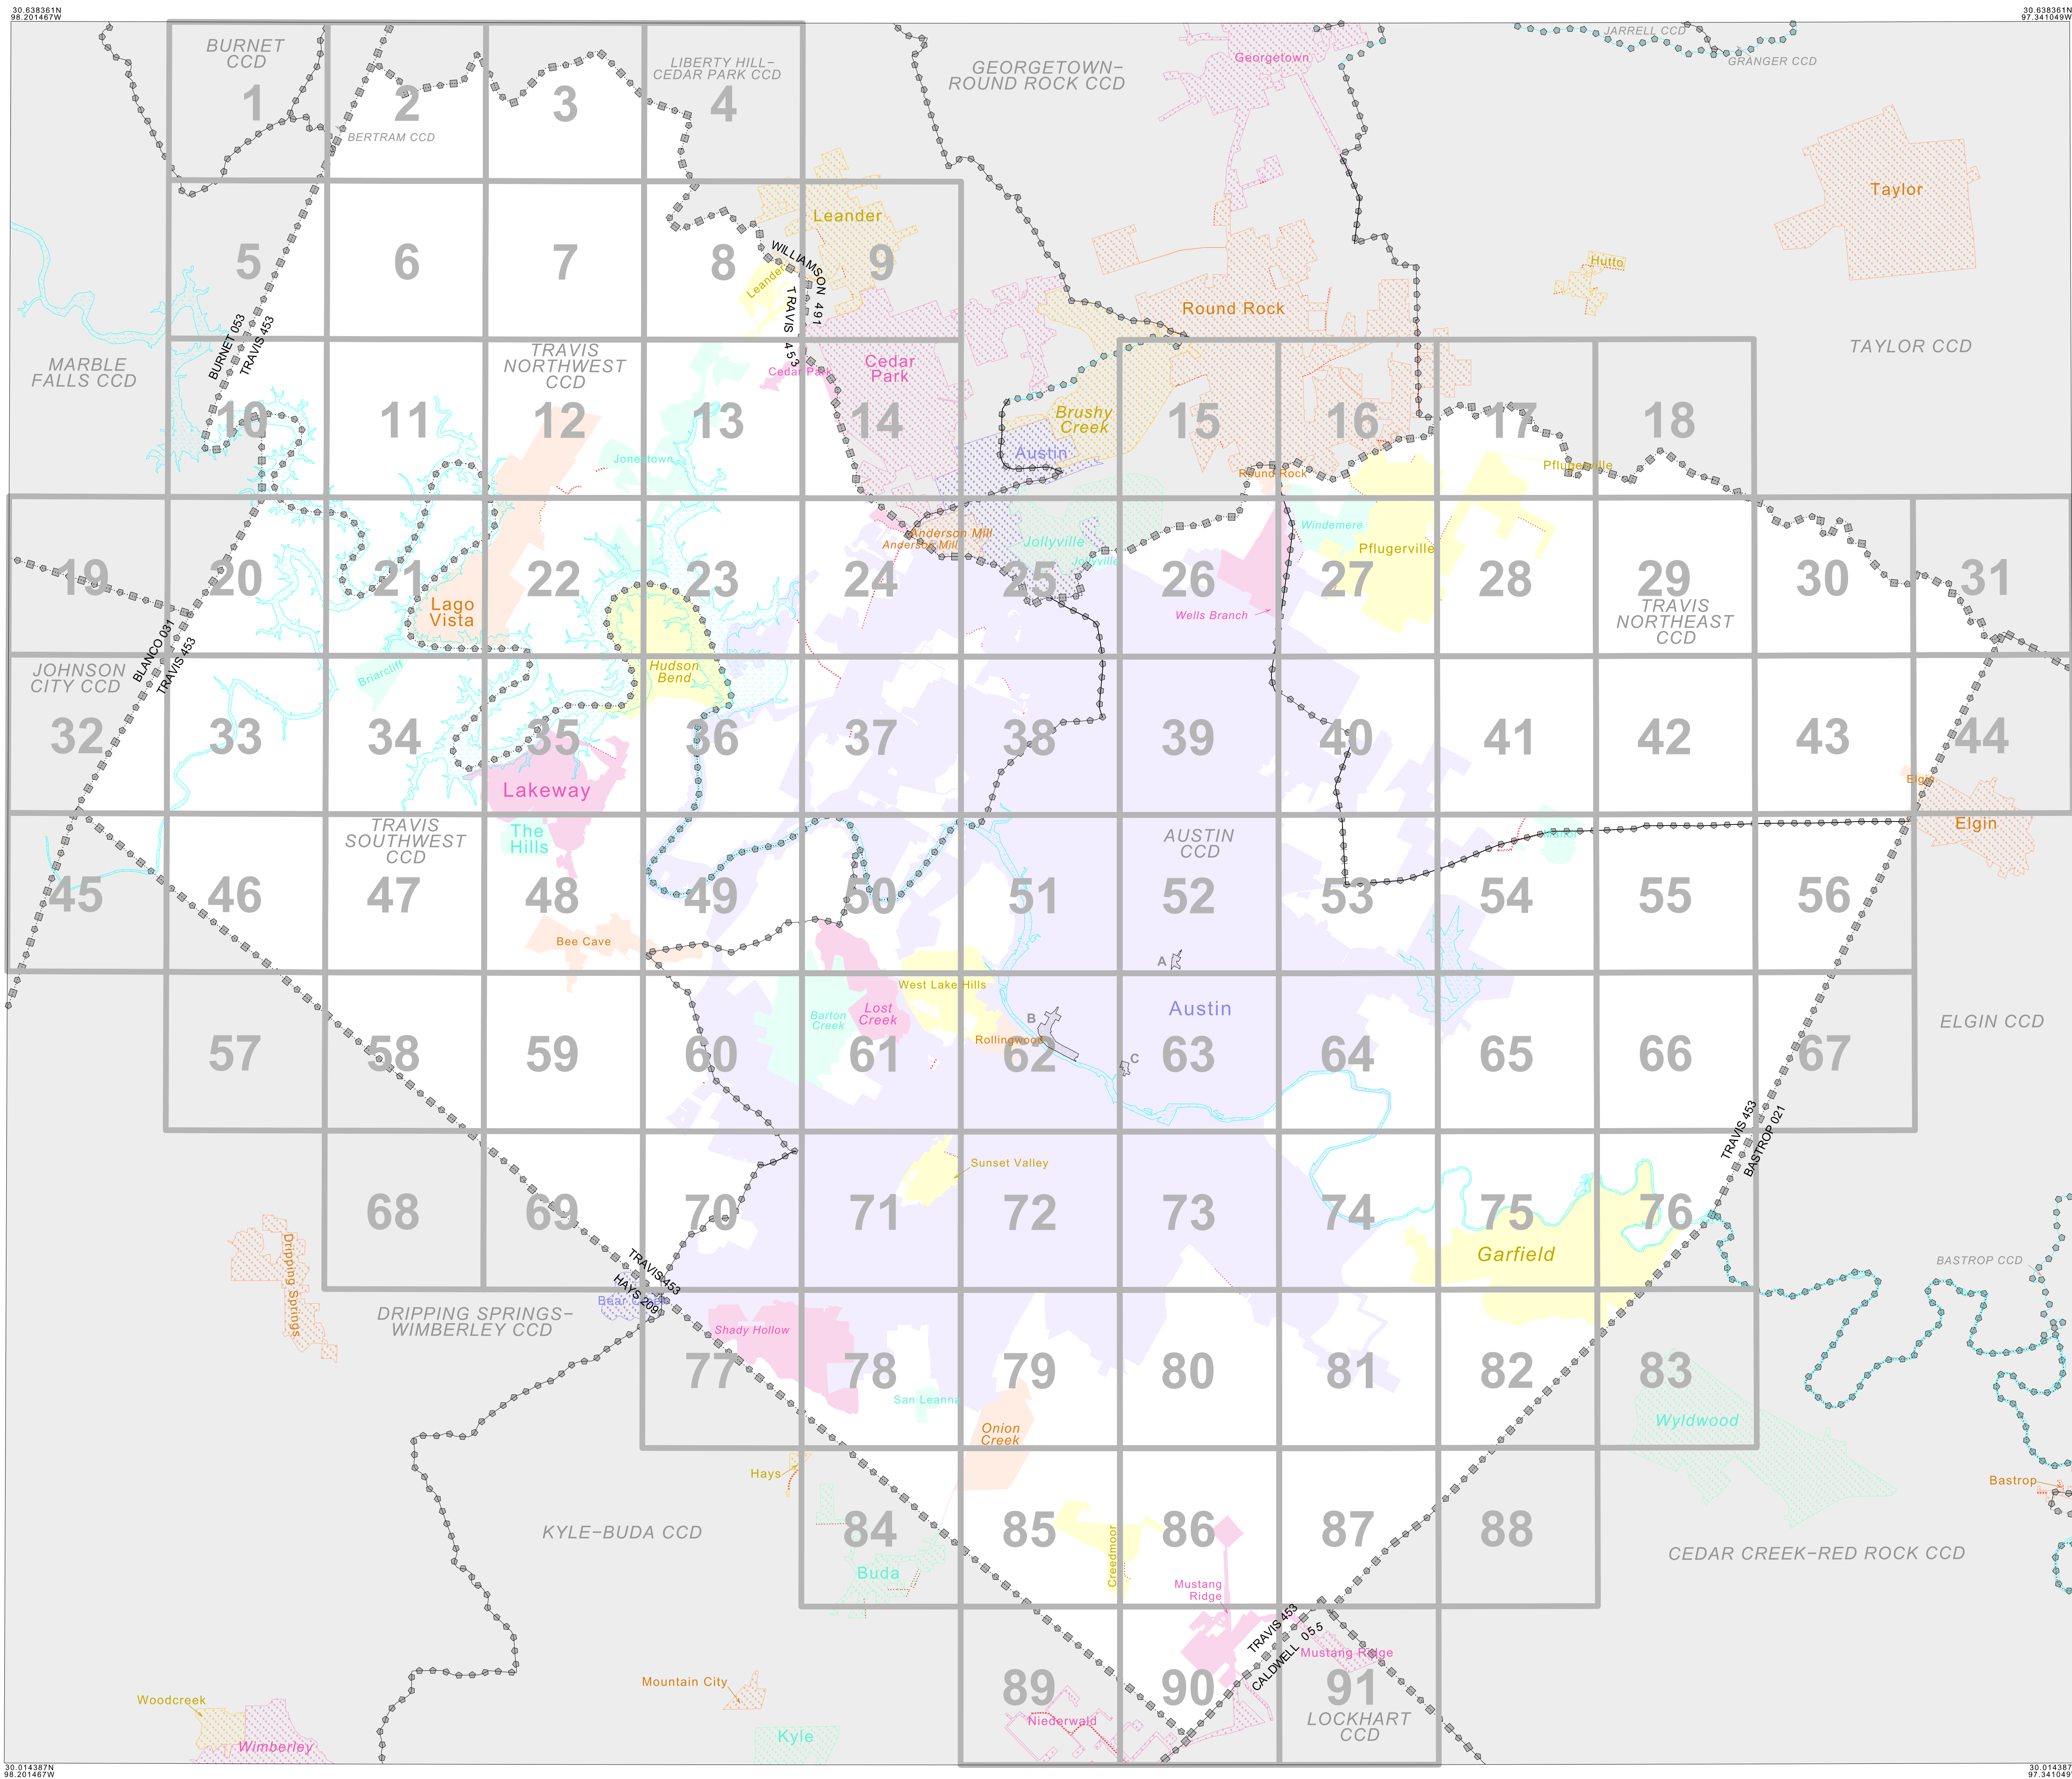 30.638361N
98.201467W
30.638361N
97.341049W
BURNET
CCD
1
2
3
4
BERTRAM CCD
LIBERTY HILL–
CEDAR PARK CCD
GEORGETOWN–
ROUND ROCK CCD
Georgetown
JARRELL CCD
GRANGER CCD
Taylor
5
6
7
8
9
Leander
Leander
WILLIAMSON 491
TRAVIS 453
Hutto
Round Rock
BURNET 053
TRAVIS 453
MARBLE
FALLS CCD
TRAVIS
NORTHWEST
CCD
Cedar Park
Cedar
Park
TAYLOR CCD
10
11
12
13
14
15
16
17
18
Brushy
Creek
Austin
Jonestown
Round Rock
Pflugerville
19
20
21
22
23
24
25
26
27
28
29
30
31
Anderson Mill
Anderson Mill
Jollyville
Jollyville
Windemere
Pflugerville
Wells Branch
Lago
Vista
TRAVIS
NORTHEAST
CCD
BLANCO 031
TRAVIS 453
JOHNSON
CITY CCD
Briarcliff
Hudson
Bend
32
33
34
35
36
37
38
39
40
41
42
43
44
Lakeway
Elgin
Elgin
TRAVIS
SOUTHWEST
CCD
The
Hills
AUSTIN
CCD
Manor
45
46
47
48
49
50
51
52
53
54
55
56
Bee Cave
A
West Lake Hills
Lost
Creek
Barton
Creek
Austin
B
Rollingwood
C
ELGIN CCD
57
58
59
60
61
62
63
64
65
66
67
TRAVIS 453
BASTROP 021
Sunset Valley
68
69
70
71
72
73
74
75
76
Garfield
Dripping Springs
TRAVIS 453
HAYS 209
Bear Creek
BASTROP CCD
DRIPPING SPRINGS–
WIMBERLEY CCD
Shady Hollow
77
78
79
80
81
82
83
San Leanna
Onion
Creek
Wyldwood
Hays
Bastrop
KYLE–BUDA CCD
84
85
86
87
88
Creedmoor
Buda
Mustang
Ridge
CEDAR CREEK–RED ROCK CCD
TRAVIS 453
CALDWELL 055
Mustang Ridge
89
90
91
Niederwald
LOCKHART
CCD
Mountain City
Woodcreek
Wimberley
Kyle
30.014387N
98.201467W
30.014387
97.341049